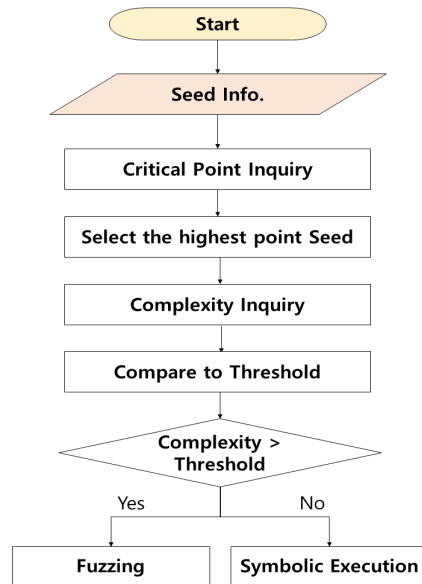 Start
Seed Info.
Critical Point Inquiry
Select the highest point Seed
Complexity Inquiry
Compare to Threshold
Complexity >
Threshold
Yes
No
Fuzzing
Symbolic Execution